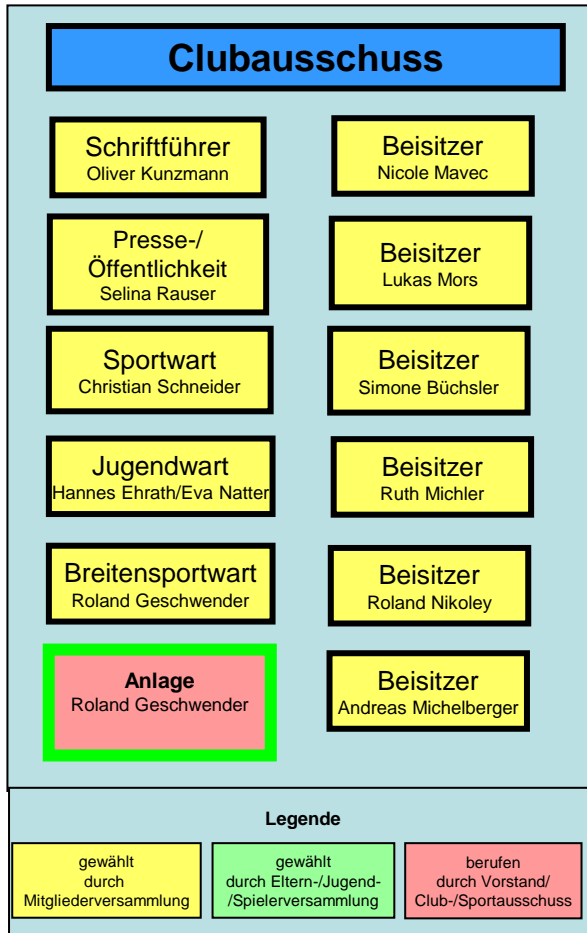 Clubausschuss
Schriftführer
Oliver Kunzmann
Presse-/
Öffentlichkeit
Selina Rauser
Sportwart
Christian Schneider
Jugendwart
Hannes Ehrath/Eva Natter
Breitensportwart
Roland Geschwender
Anlage
Roland Geschwender
Beisitzer
Nicole Mavec
Beisitzer
Lukas Mors
Beisitzer
Simone Büchsler
Beisitzer
Ruth Michler
Beisitzer
Roland Nikoley
Beisitzer
Andreas Michelberger
Legende
gewählt
durch
Mitgliederversammlung
gewählt
durch Eltern-/Jugend-
/Spielerversammlung
berufen
durch Vorstand/
Club-/Sportausschuss